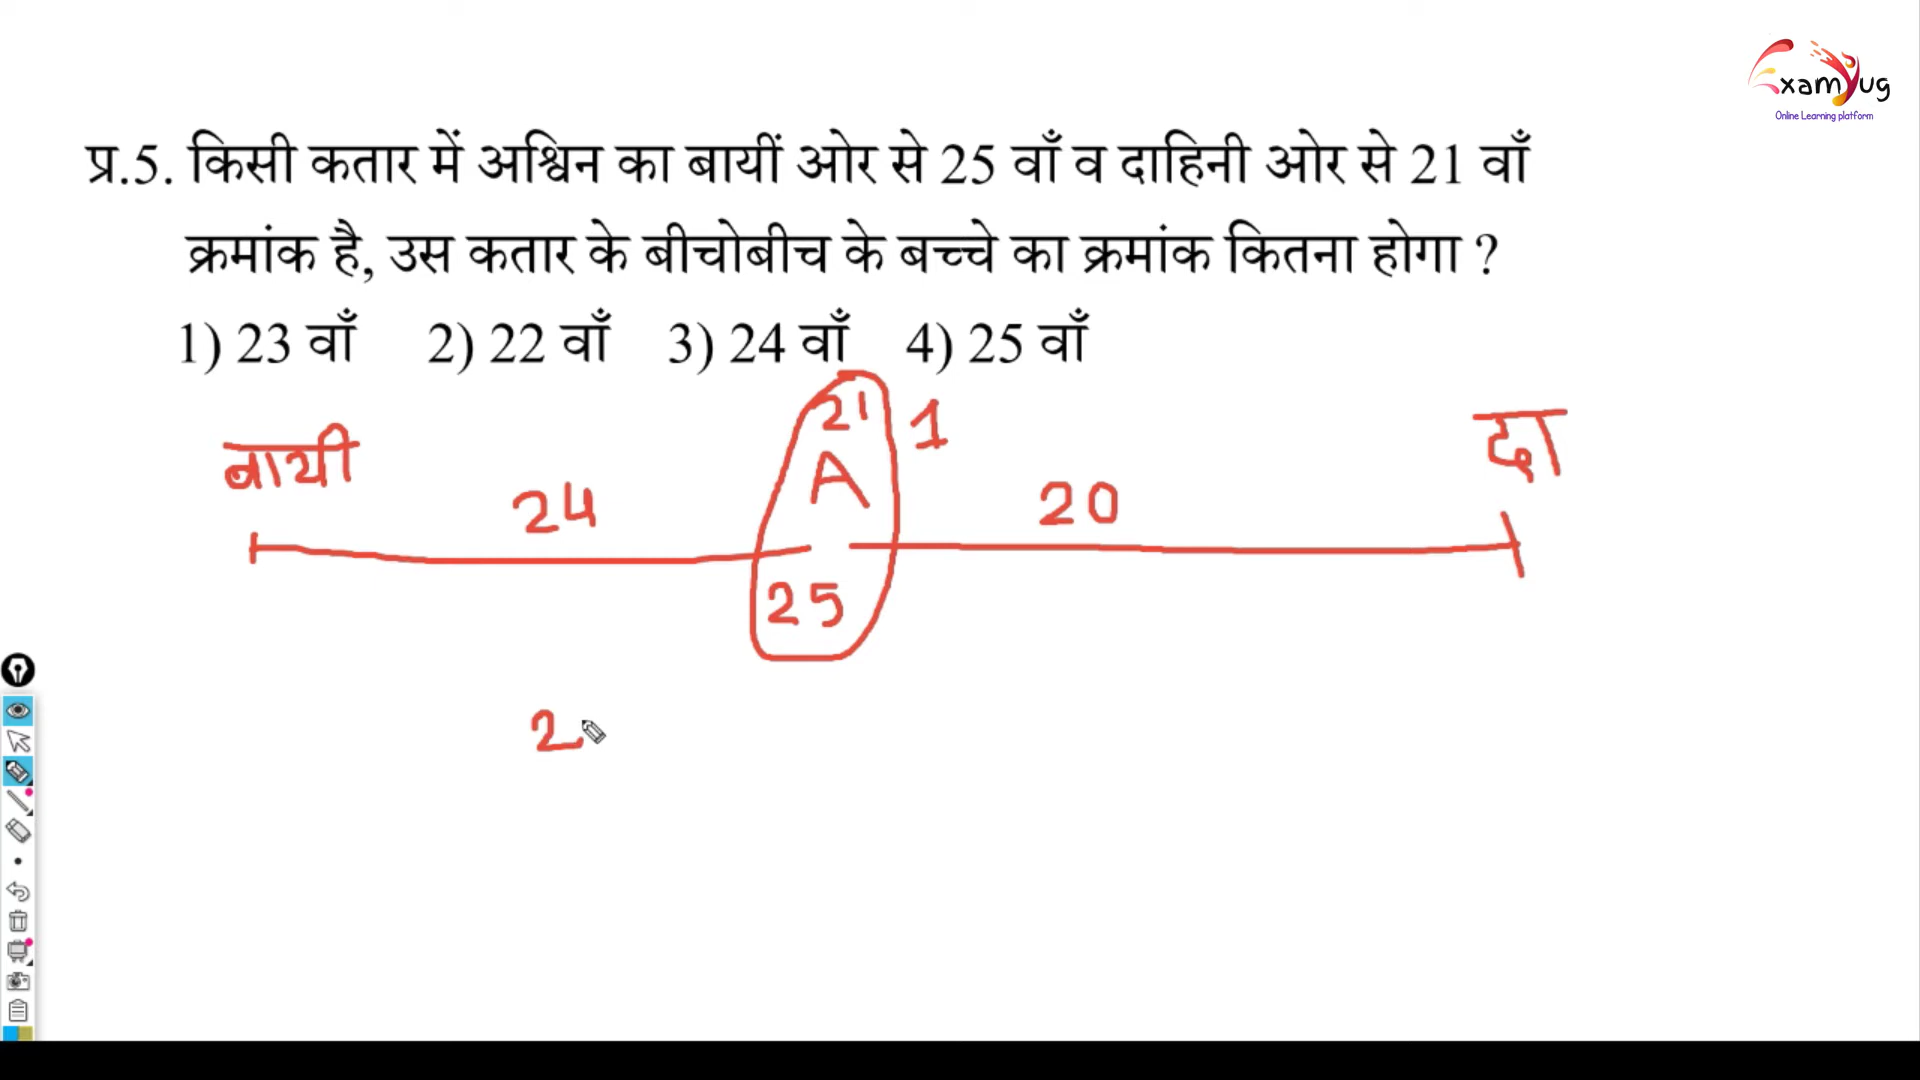 xamyug
Online Learning platform
प्र.5. किसी कतार में अश्विन का बायीं ओर से 25 वाँ व दाहिनी ओर से 21 वाँ
क्रमांक है, उस कतार के बीचोबीच के बच्चे का क्रमांक कितना होगा ?
1) 23 वाँ 2) 22 वाँ 3) 24 वाँ 4) 25 वाँ
21 1
बायी A दा
24 20
25
2